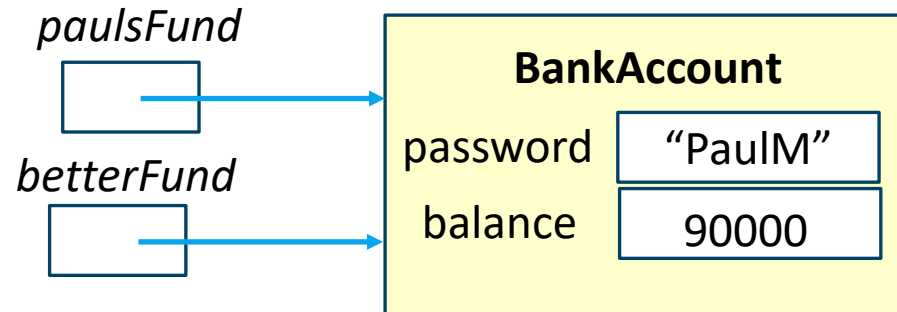 paulsFund
BankAccount
password “PaulM”
betterFund
balance 90000